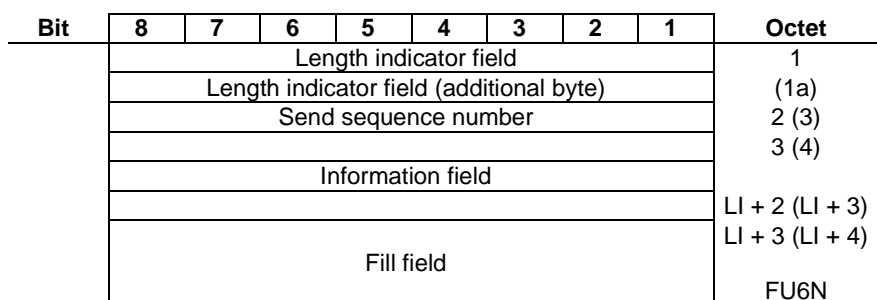 Bit 8 7 6 5 4 3 2 1 Octet
Length indicator field 1
Length indicator field (additional byte) (1a)
Send sequence number 2 (3)
3 (4)
Information field
LI + 2 (LI + 3)
LI + 3 (LI + 4)
Fill field
FU6N